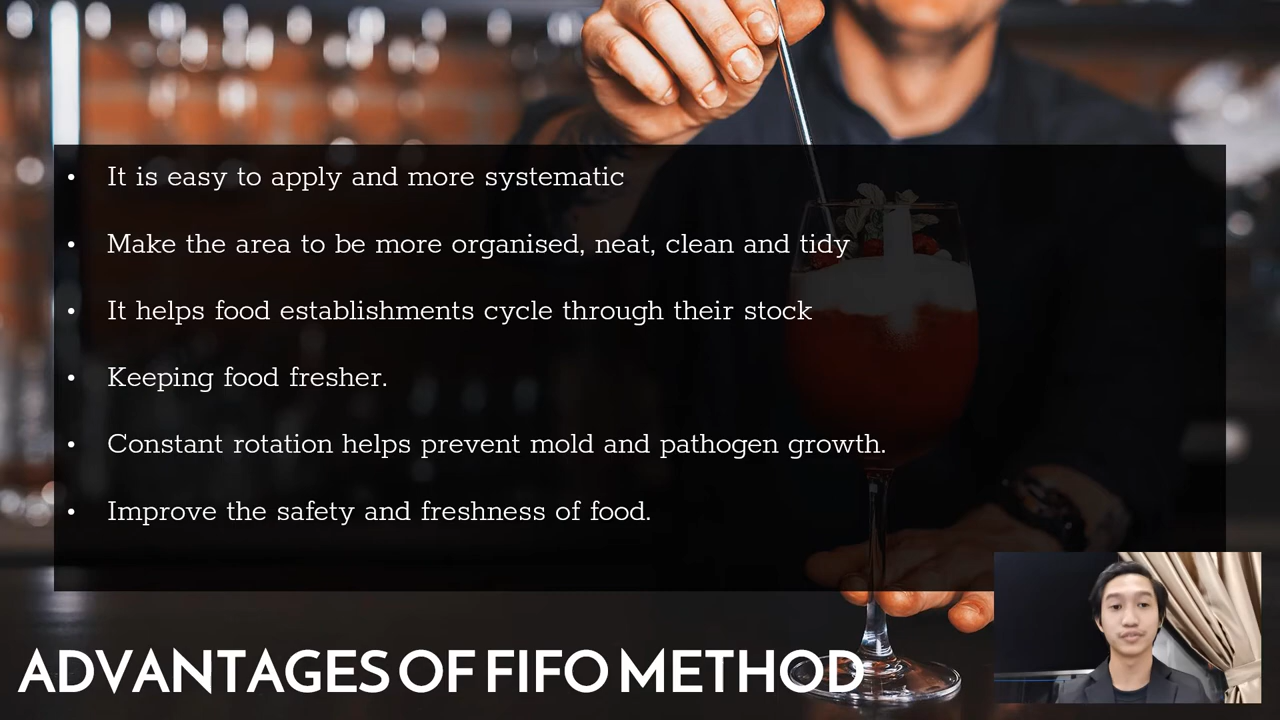 • It is easy to apply and more systematic
• Make the area to be more organised, neat, clean and tidy
• It helps food establishments cycle through their stock
• Keeping food fresher.
• Constant rotation helps prevent mold and pathogen growth.
• Improve the safety and freshness of food.
ADVANTAGES OF FIFO METHOD